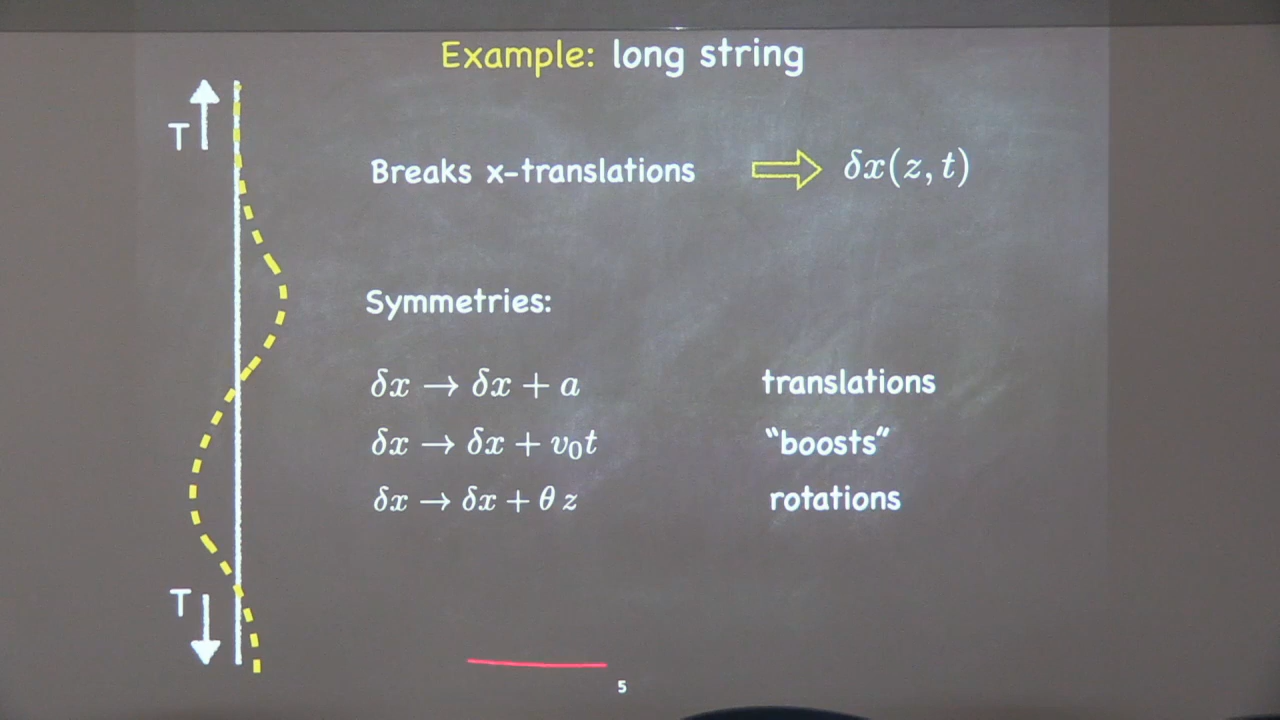 Example: long string
T
Breaks x-translations ⇒ δx(z, t)
Symmetries:
δx → δx + a translations
δx → δx + v₀t "boosts"
δx → δx + θ z rotations
T
5